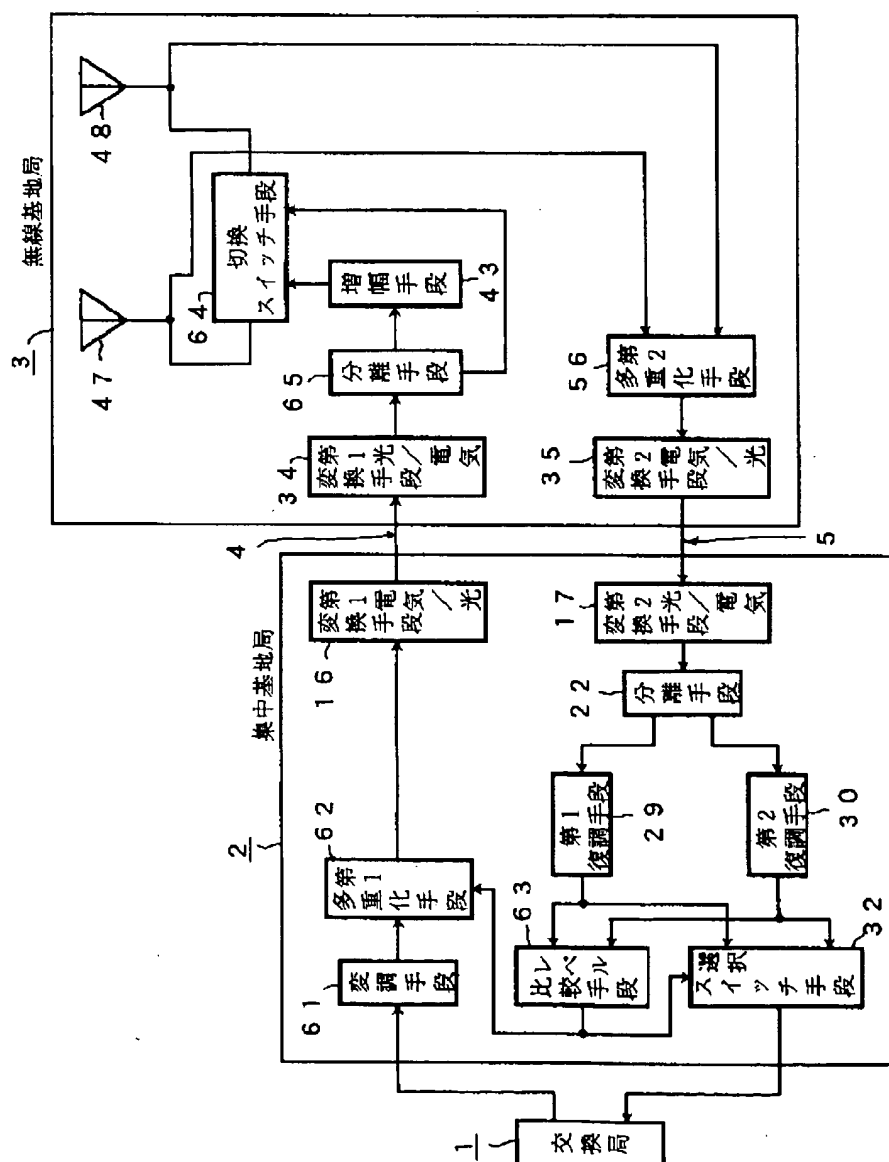 無線基地局
3
47
48
64
切換
スイッチ手段
増幅手段
43
65
分離手段
34
第1光/電気
変換手段
56
第2
多重化手段
35
第2電気/光
変換手段
4
5
集中基地局
2
16
第1電気/光
変換手段
17
第2光/電気
変換手段
22
分離手段
62
第1
多重化手段
61
変調手段
第1
復調手段
29
第2
復調手段
30
63
レベル
比較手段
選択
スイッチ手段
32
1
交換局